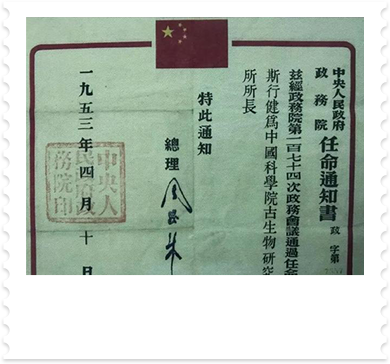 中央人民政府
政務院
任命通知書
政字第
茲經政務院第一百七十四次政務會議通過任命
斯行健爲中國科學院古生物研究
所所長
特此通知
總理
一九五三年四月十日
中央人民政府政務院印